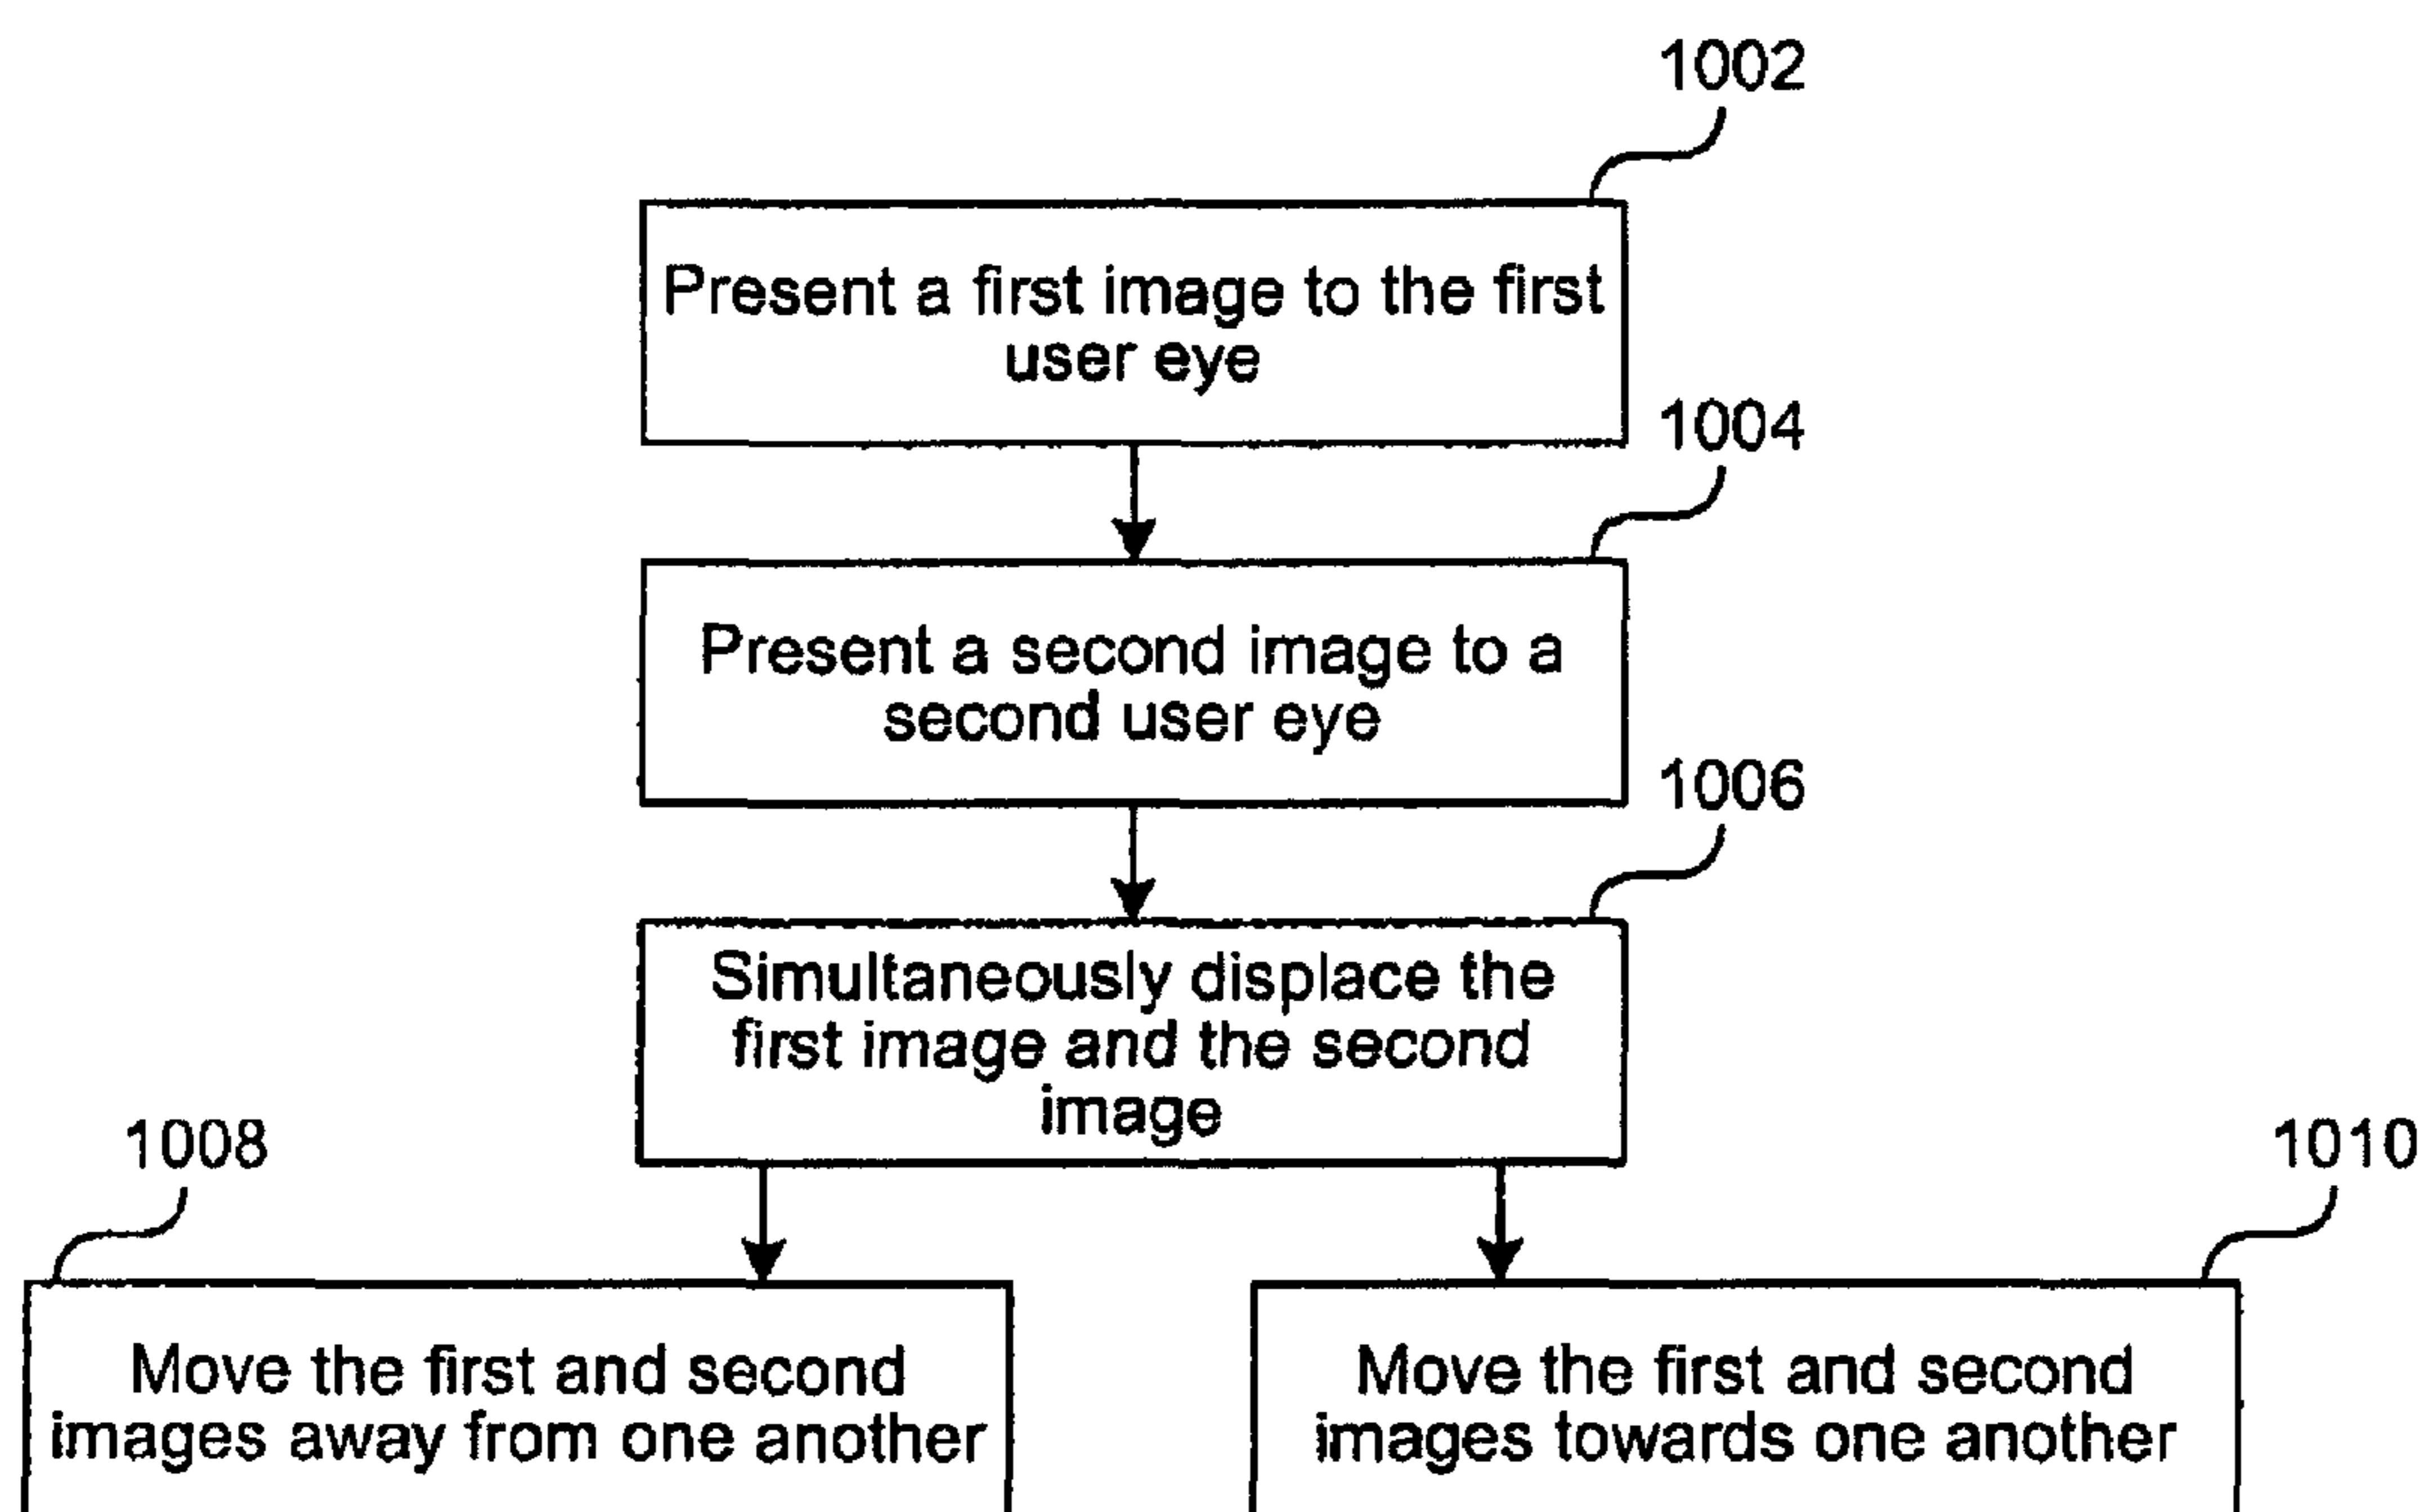 1002
Present a first image to the first
user eye
1004
Present a second image to a
second user eye
1006
Simultaneously displace the
first image and the second
image
1008
1010
Move the first and second
images away from one another
Move the first and second
images towards one another